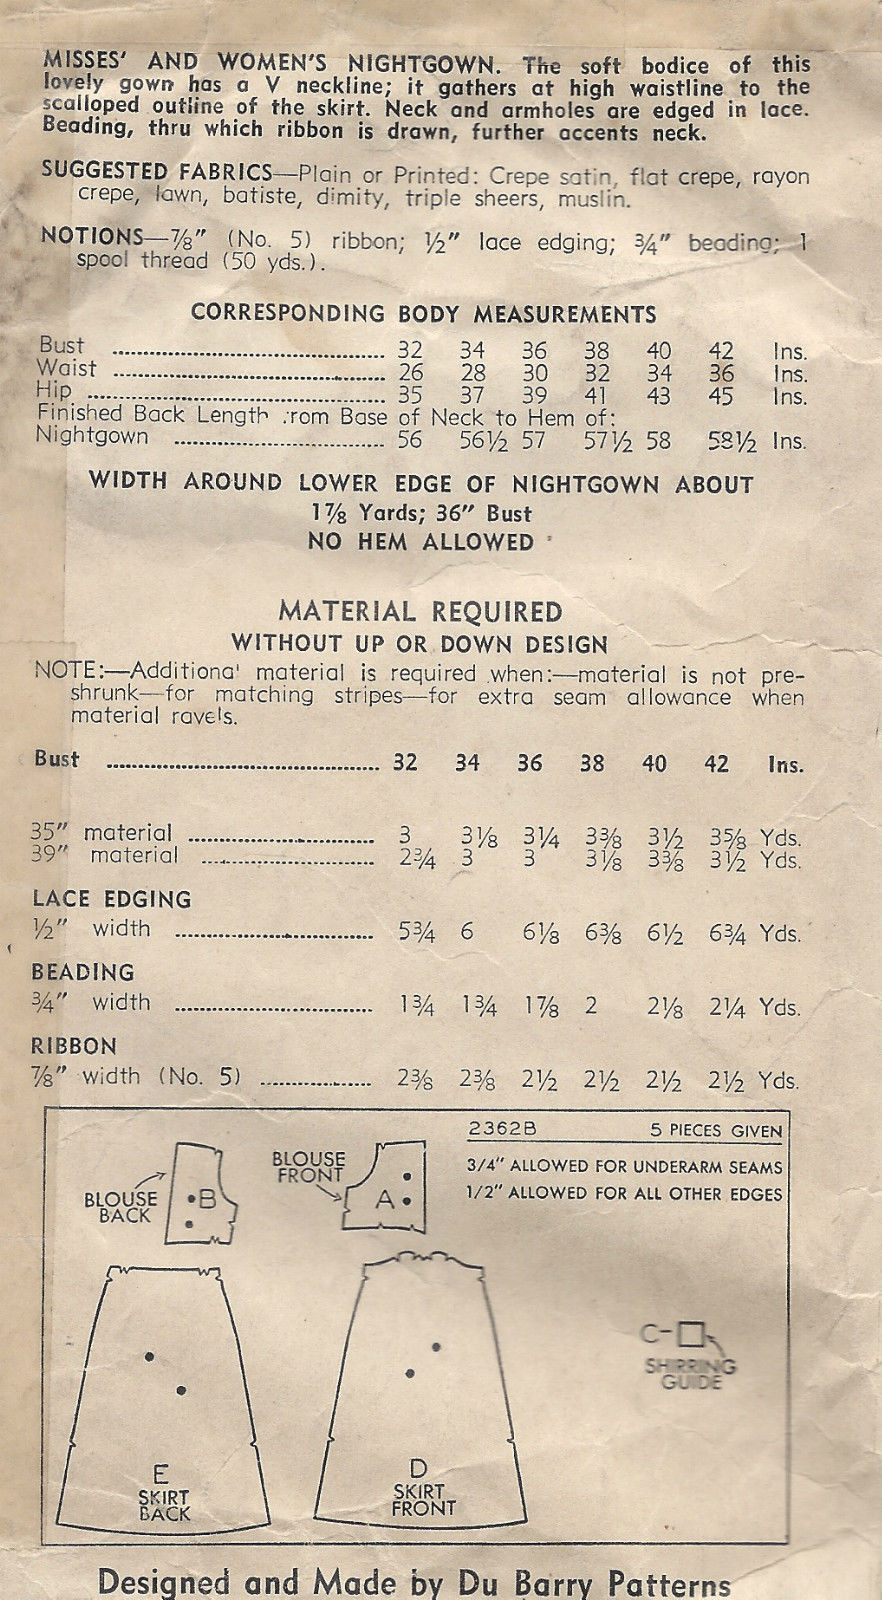 MISSES' AND WOMEN'S NIGHTGOWN. The soft bodice of this
lovely gown has a V neckline; it gathers at high waistline to the
scalloped outline of the skirt. Neck and armholes are edged in lace.
Beading, thru which ribbon is drawn, further accents neck.
SUGGESTED FABRICS—Plain or Printed: Crepe satin, flat crepe, rayon
crepe, lawn, batiste, dimity, triple sheers, muslin.
NOTIONS—⅞" (No. 5) ribbon; ½" lace edging; ¾" beading; 1
spool thread (50 yds.).
CORRESPONDING BODY MEASUREMENTS
Bust 32 34 36 38 40 42 Ins.
Waist 26 28 30 32 34 36 Ins.
Hip 35 37 39 41 43 45 Ins.
Finished Back Length from Base of Neck to Hem of:
Nightgown 56 56½ 57 57½ 58 58½ Ins.
WIDTH AROUND LOWER EDGE OF NIGHTGOWN ABOUT
1⅞ Yards; 36" Bust
NO HEM ALLOWED
MATERIAL REQUIRED
WITHOUT UP OR DOWN DESIGN
NOTE:—Additional material is required when:—material is not pre-
shrunk—for matching stripes—for extra seam allowance when
material ravels.
Bust 32 34 36 38 40 42 Ins.
35" material 3 3⅛ 3¼ 3⅜ 3½ 3⅝ Yds.
39" material 2¾ 3 3 3⅛ 3⅜ 3½ Yds.
LACE EDGING
½" width 5¾ 6 6⅛ 6⅜ 6½ 6¾ Yds.
BEADING
¾" width 1¾ 1¾ 1⅞ 2 2⅛ 2¼ Yds.
RIBBON
⅞" width (No. 5) 2⅜ 2⅜ 2½ 2½ 2½ 2½ Yds.
2362B 5 PIECES GIVEN
3/4" ALLOWED FOR UNDERARM SEAMS
1/2" ALLOWED FOR ALL OTHER EDGES
BLOUSE
BACK
B
BLOUSE
FRONT
A
C-
SHIRRING
GUIDE
E
SKIRT
BACK
D
SKIRT
FRONT
Designed and Made by Du Barry Patterns